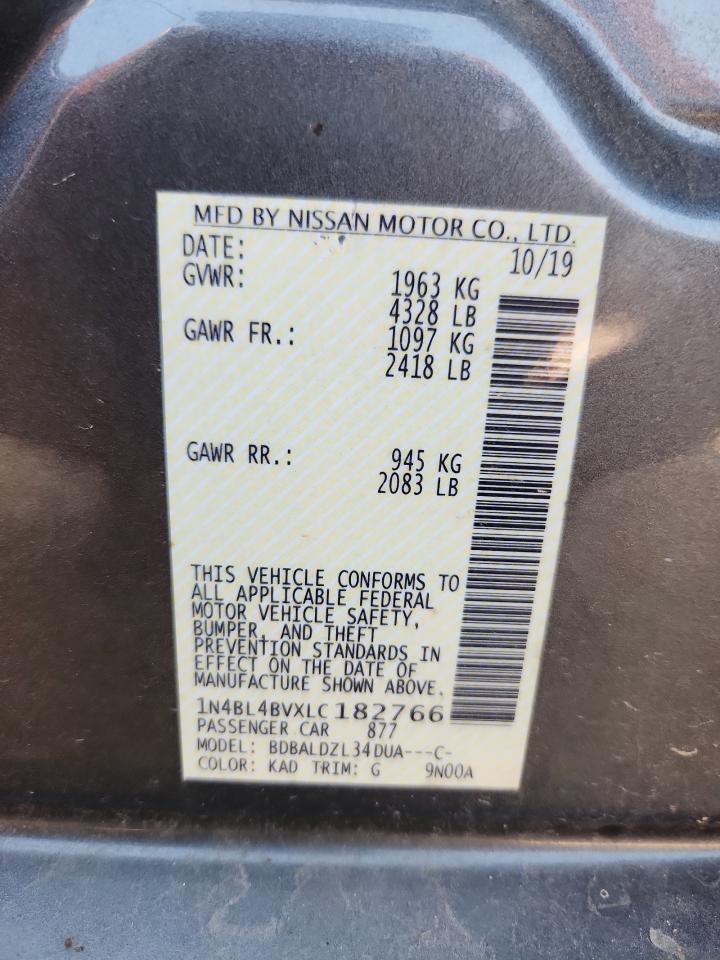 MFD BY NISSAN MOTOR CO., LTD.
DATE: 10/19
GVWR: 1963 KG
4328 LB
GAWR FR.: 1097 KG
2418 LB
GAWR RR.: 945 KG
2083 LB
THIS VEHICLE CONFORMS TO
ALL APPLICABLE FEDERAL
MOTOR VEHICLE SAFETY,
BUMPER, AND THEFT
PREVENTION STANDARDS IN
EFFECT ON THE DATE OF
MANUFACTURE SHOWN ABOVE.
1N4BL4BVXLC182766
PASSENGER CAR 877
MODEL: BDBALDZL34DUA---C-
COLOR: KAD TRIM: G 9N00A